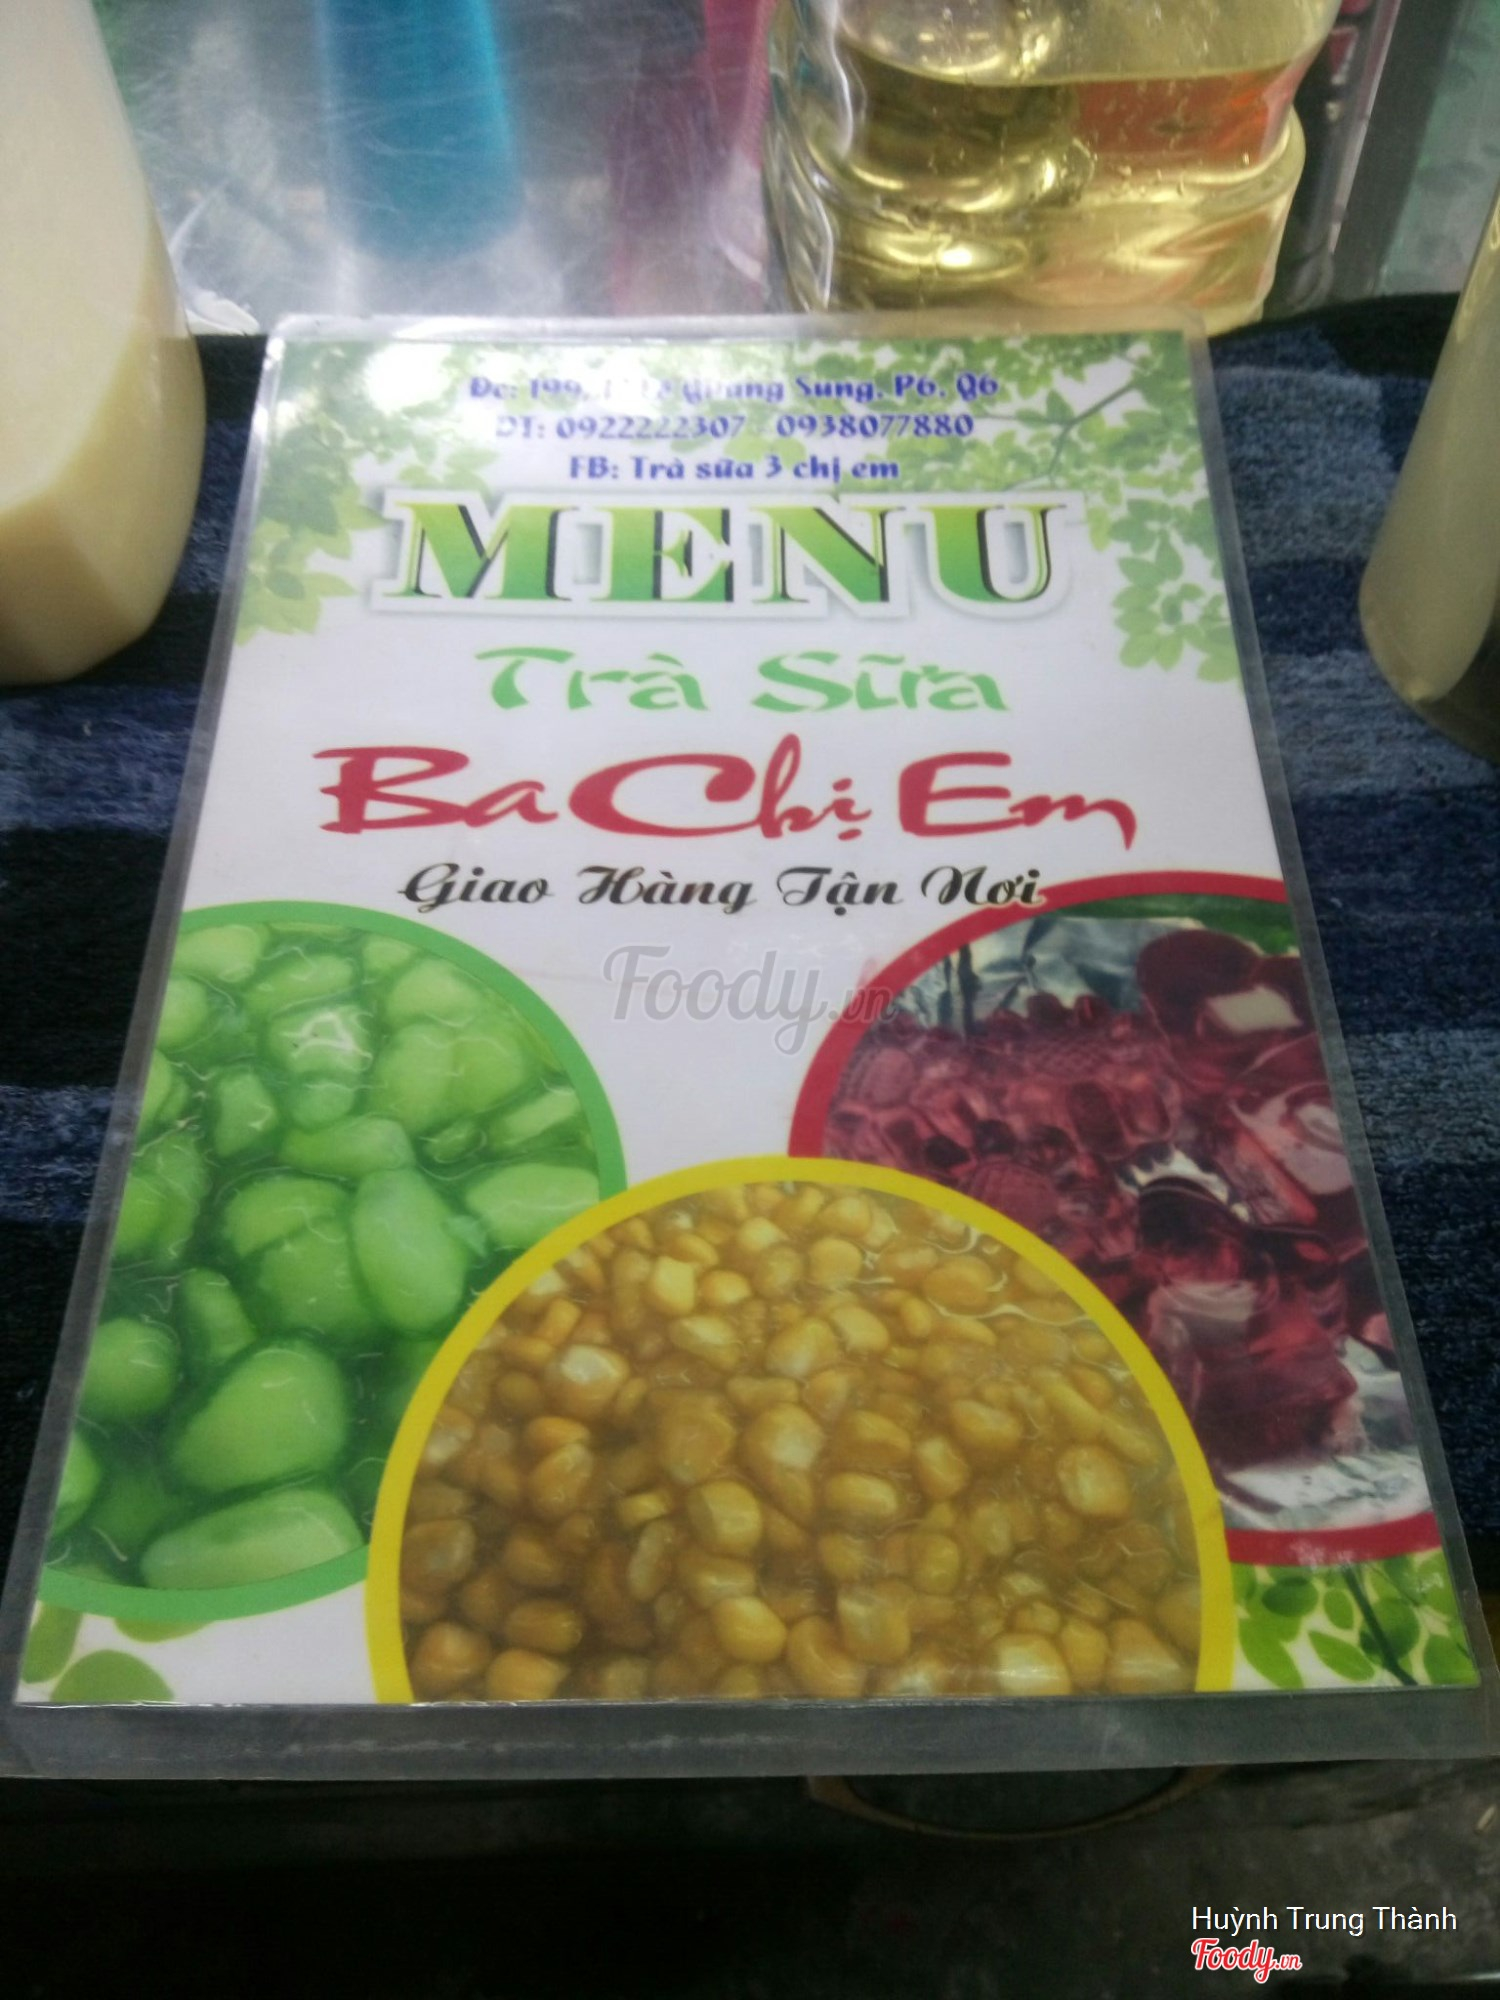 Đc: 199 Quang Sung. P6. Q6
ĐT: 0922222307 - 0938077880
FB: Trà sữa 3 chị em
MENU
Trà Sữa
Ba Chị Em
Giao Hàng Tận Nơi
Foody.vn
Huỳnh Trung Thành
Foody.vn